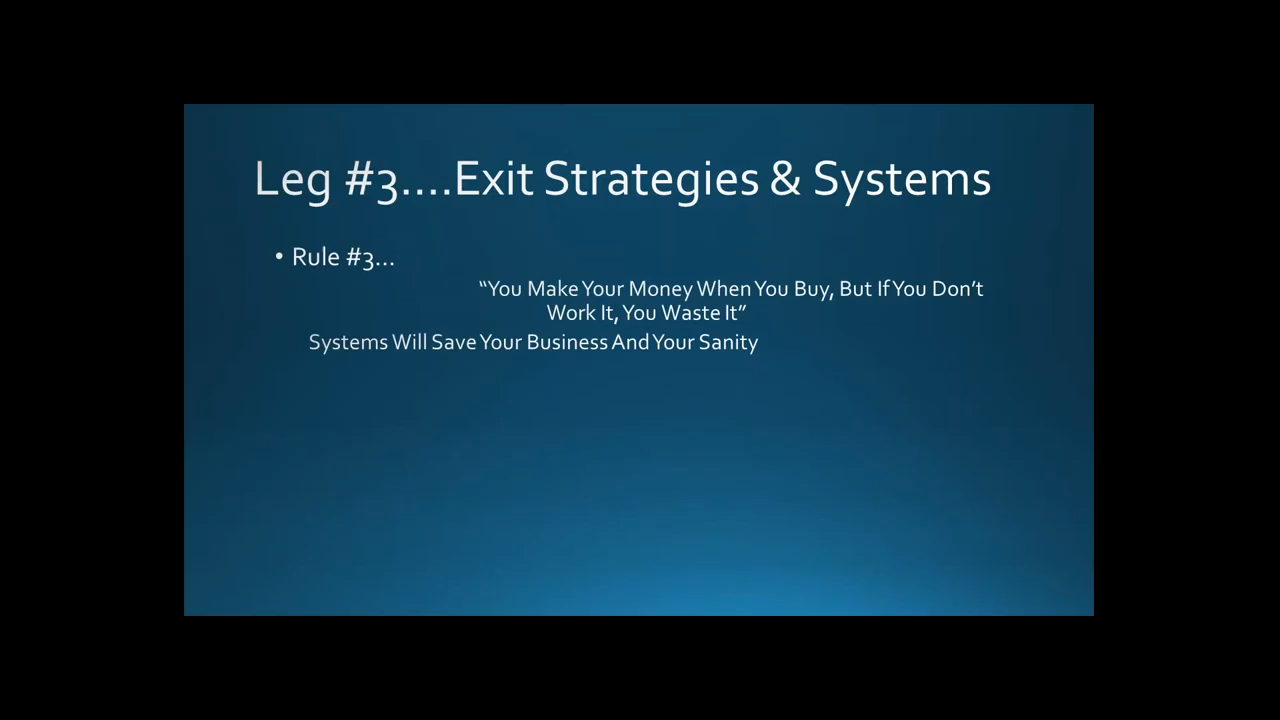 Leg #3....Exit Strategies & Systems
• Rule #3...
“You Make Your Money When You Buy, But If You Don’t
Work It, You Waste It”
Systems Will Save Your Business And Your Sanity